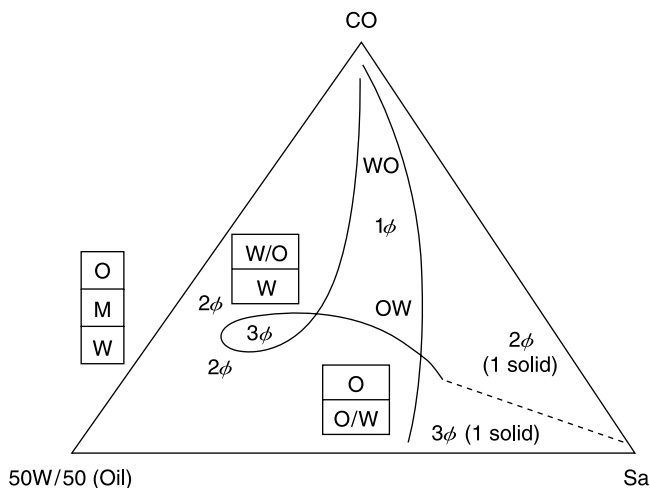 CO
WO
1ϕ
W/O
W
O
M
W
2ϕ
OW
3ϕ
2ϕ
2ϕ
(1 solid)
O
O/W
3ϕ (1 solid)
50W/50 (Oil)
Sa